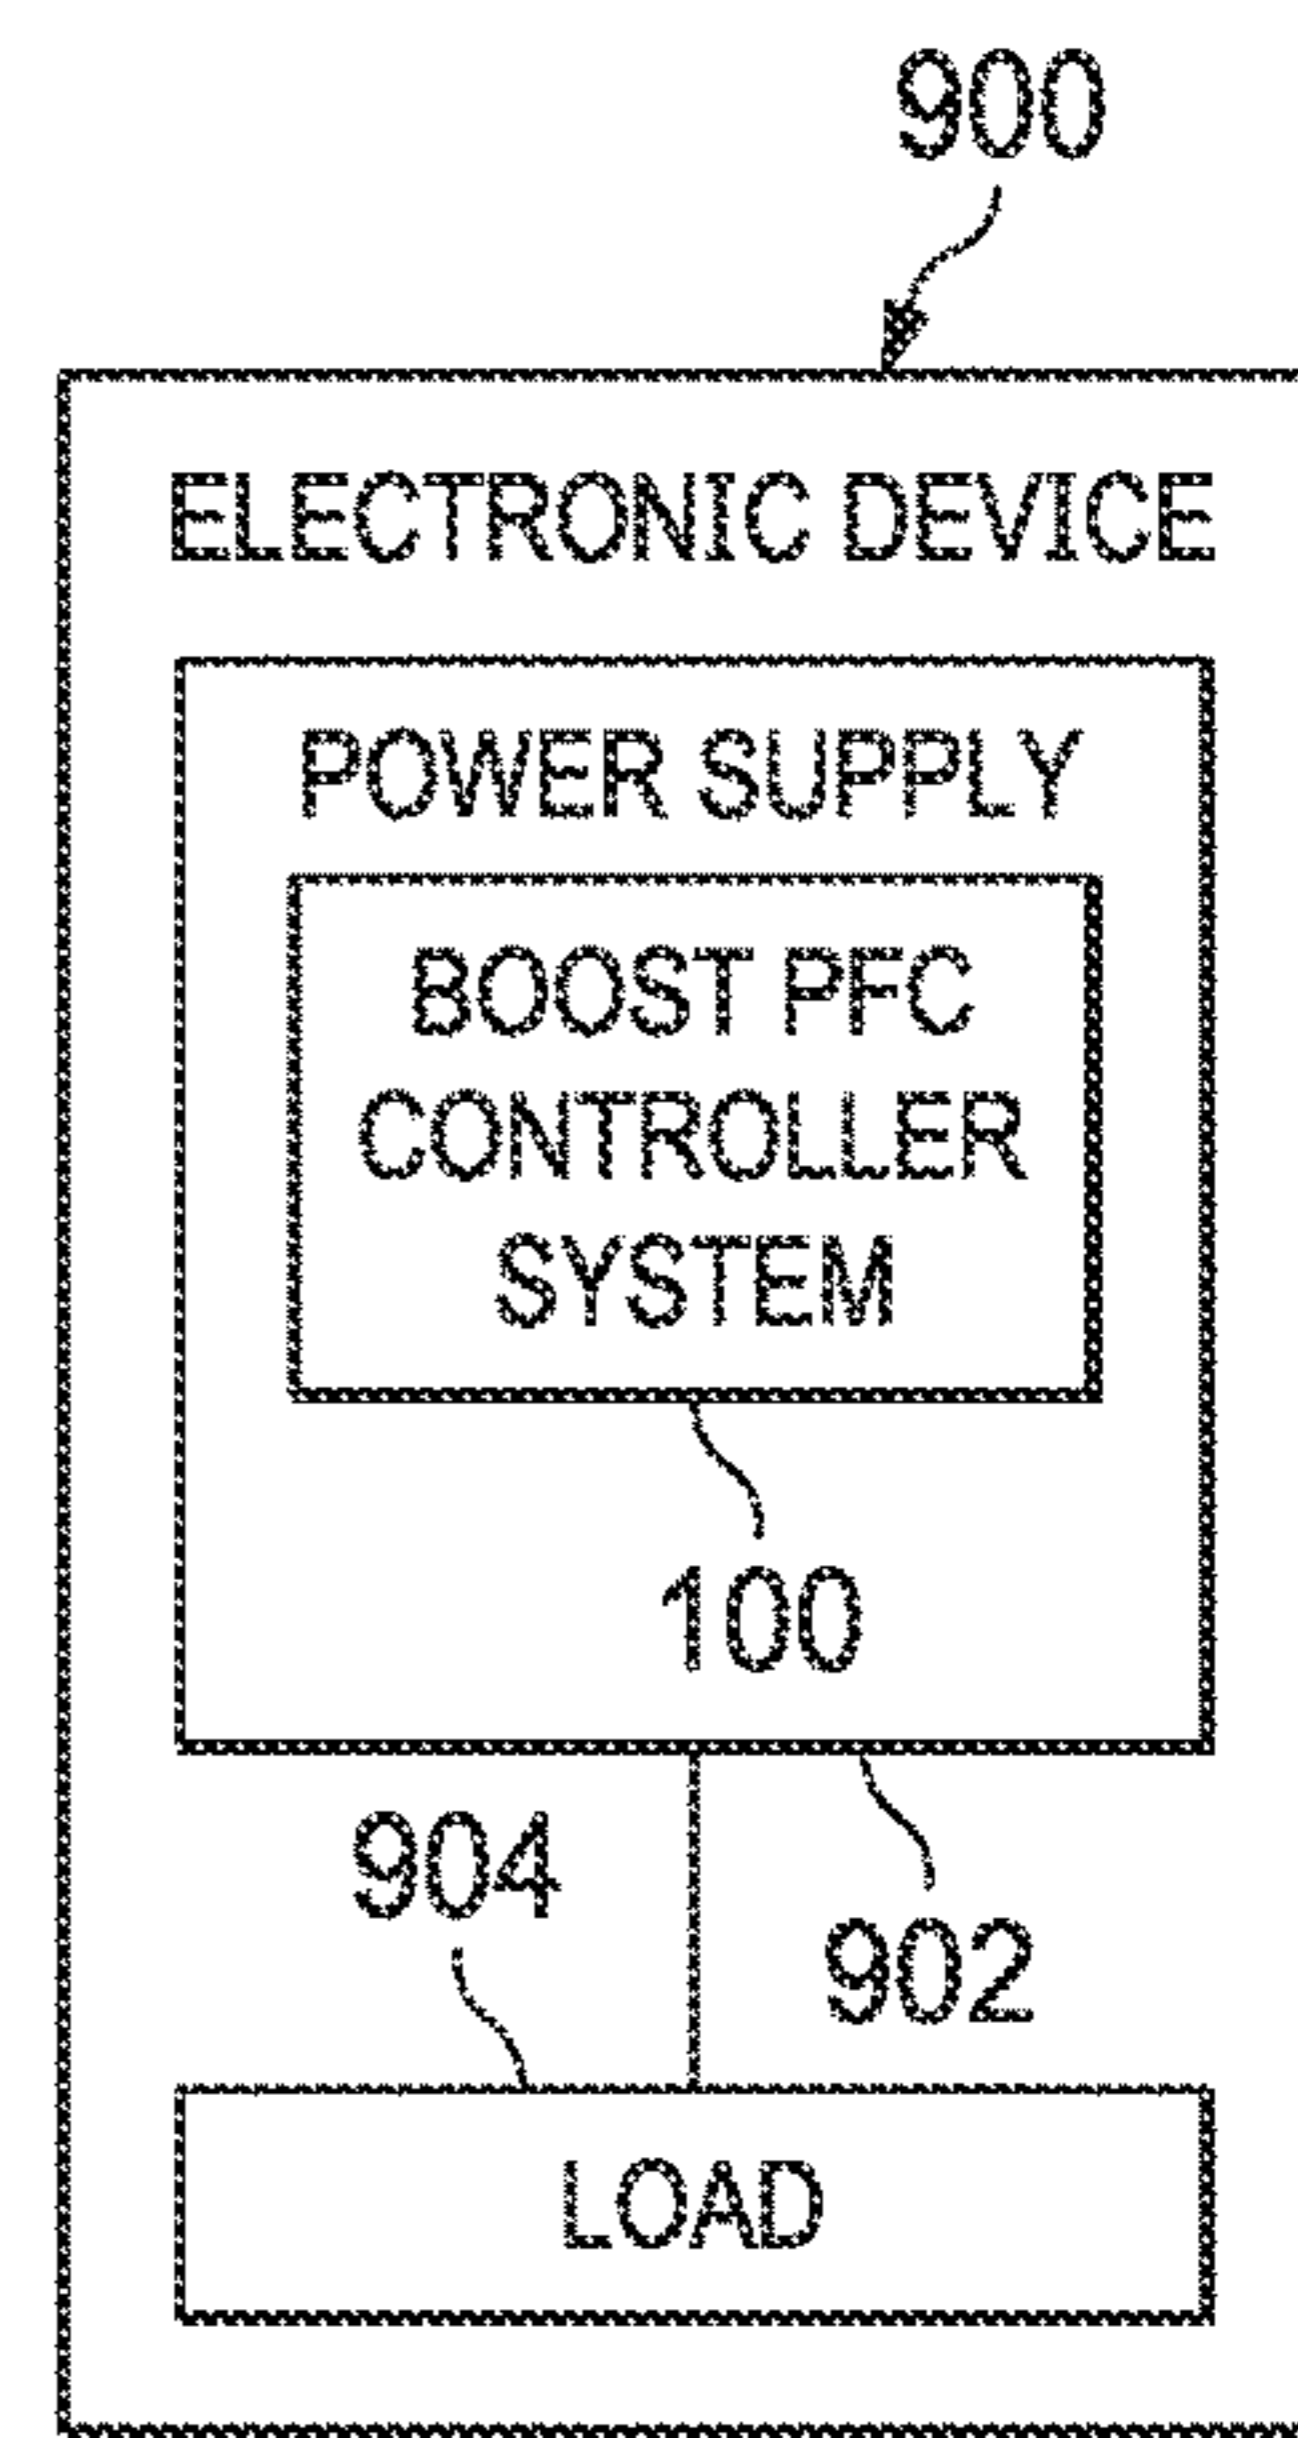 900
ELECTRONIC DEVICE
POWER SUPPLY
BOOST PFC
CONTROLLER
SYSTEM
100
904
902
LOAD